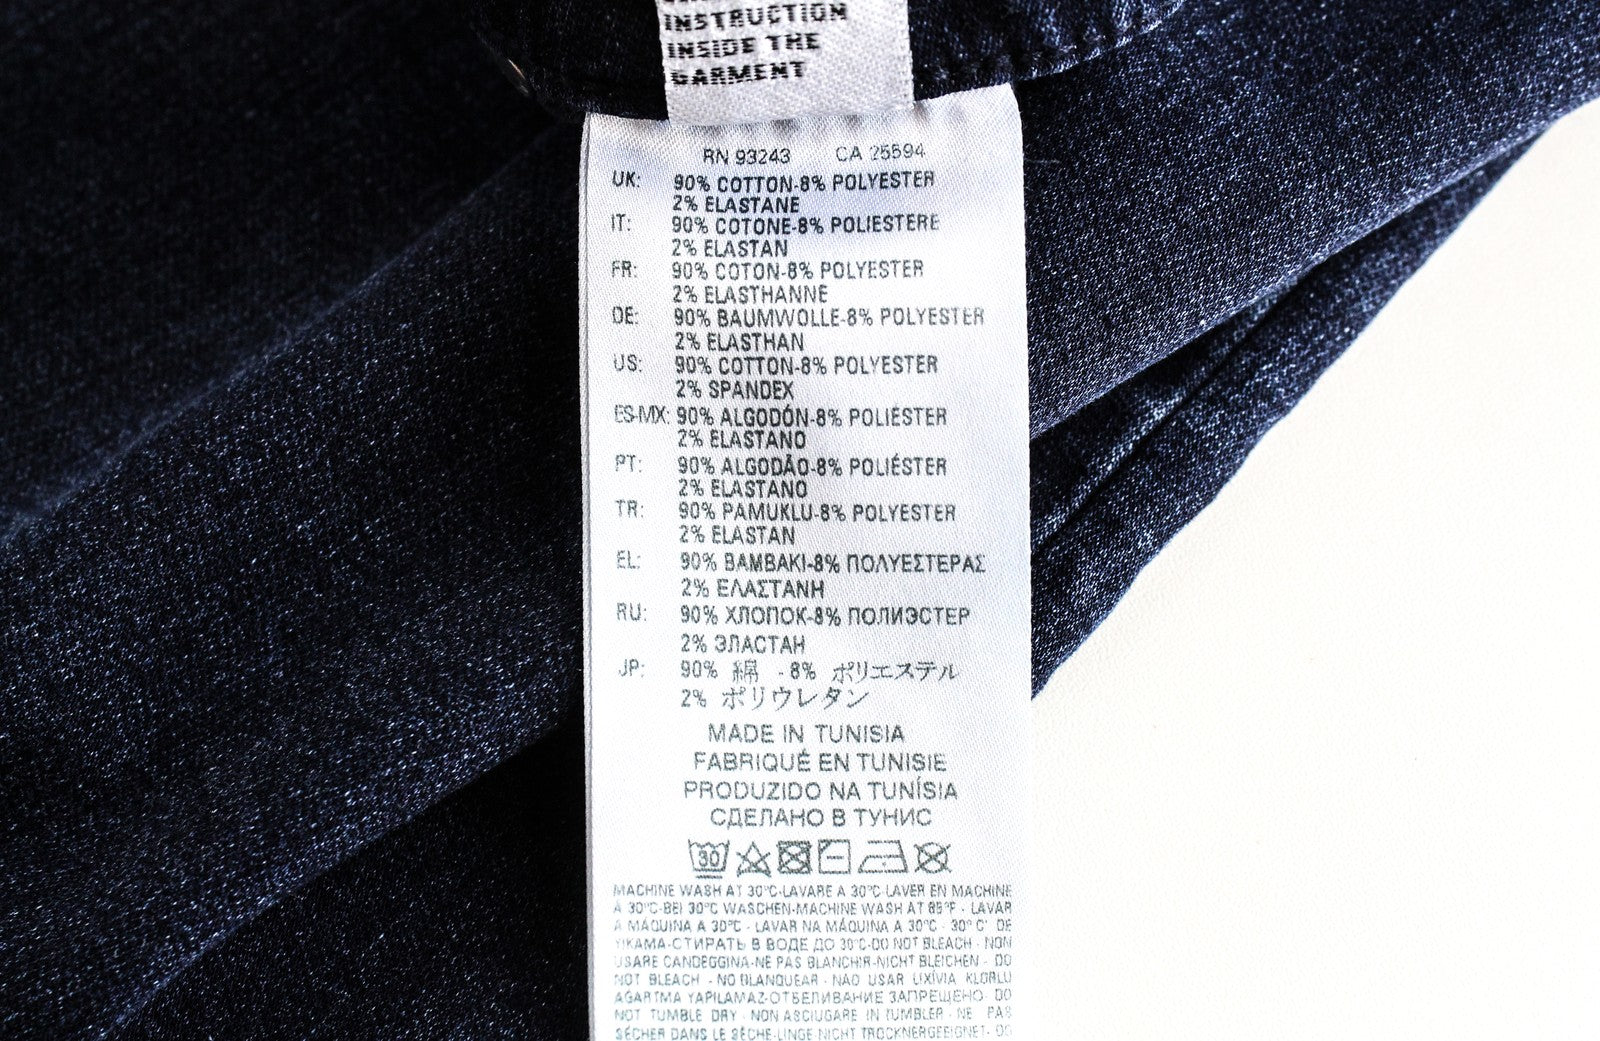 INSTRUCTION
INSIDE THE
GARMENT
RN 93243 CA 25594
UK: 90% COTTON-8% POLYESTER
2% ELASTANE
IT: 90% COTONE-8% POLIESTERE
2% ELASTAN
FR: 90% COTON-8% POLYESTER
2% ELASTHANNE
DE: 90% BAUMWOLLE-8% POLYESTER
2% ELASTHAN
US: 90% COTTON-8% POLYESTER
2% SPANDEX
ES-MX: 90% ALGODÓN-8% POLIÉSTER
2% ELASTANO
PT: 90% ALGODÃO-8% POLIÉSTER
2% ELASTANO
TR: 90% PAMUKLU-8% POLYESTER
2% ELASTAN
EL: 90% BAMBAKI-8% ΠΟΛΥΕΣΤΕΡΑΣ
2% ΕΛΑΣΤΑΝΗ
RU: 90% ХЛОПОК-8% ПОЛИЭСТЕР
2% ЭЛАСТАН
JP: 90% 綿 - 8% ポリエステル
2% ポリウレタン
MADE IN TUNISIA
FABRIQUÉ EN TUNISIE
PRODUZIDO NA TUNÍSIA
СДЕЛАНО В ТУНИС
30
MACHINE WASH AT 30°C-LAVARE A 30°C-LAVER EN MACHINE
À 30°C-BEI 30°C WASCHEN-MACHINE WASH AT 85°F - LAVAR
A MÁQUINA A 30°C - LAVAR NA MÁQUINA A 30°C - 30° C' DE
YIKAMA-СТИРАТЬ В ВОДЕ ДО 30°C-DO NOT BLEACH - NON
USARE CANDEGGINA-NE PAS BLANCHIR-NICHT BLEICHEN - DO
NOT BLEACH - NO BLANQUEAR - NÃO USAR LIXÍVIA KLORLU
AGARTMA YAPILAMAZ-ОТБЕЛИВАНИЕ ЗАПРЕЩЕНО- DO
NOT TUMBLE DRY - NON ASCIUGARE IN TUMBLER - NE PAS
SÉCHER DANS LE SÈCHE-LINGE-NICHT TROCKNERGEEIGNET- DO